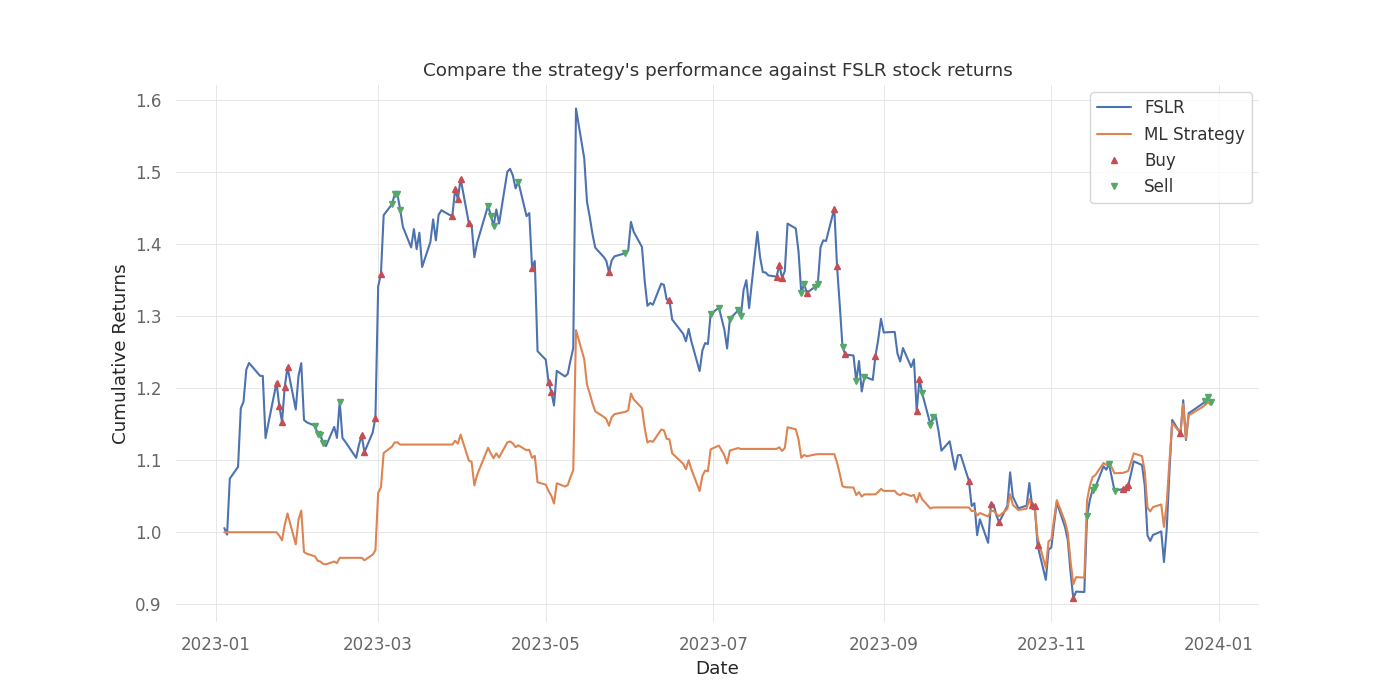 Compare the strategy's performance against FSLR stock returns
FSLR
ML Strategy
Buy
Sell
Cumulative Returns
1.6
1.5
1.4
1.3
1.2
1.1
1.0
0.9
2023-01 2023-03 2023-05 2023-07 2023-09 2023-11 2024-01
Date